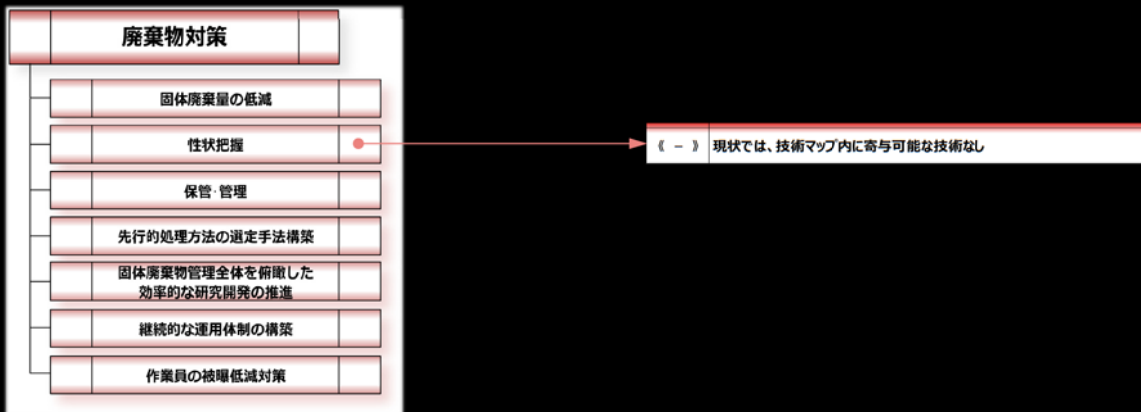 廃棄物対策
固体廃棄量の低減
性状把握
《 － 》 現状では、技術マップ内に寄与可能な技術なし
保管·管理
先行的処理方法の選定手法構築
固体廃棄物管理全体を俯瞰した
効率的な研究開発の推進
継続的な運用体制の構築
作業員の被曝低減対策